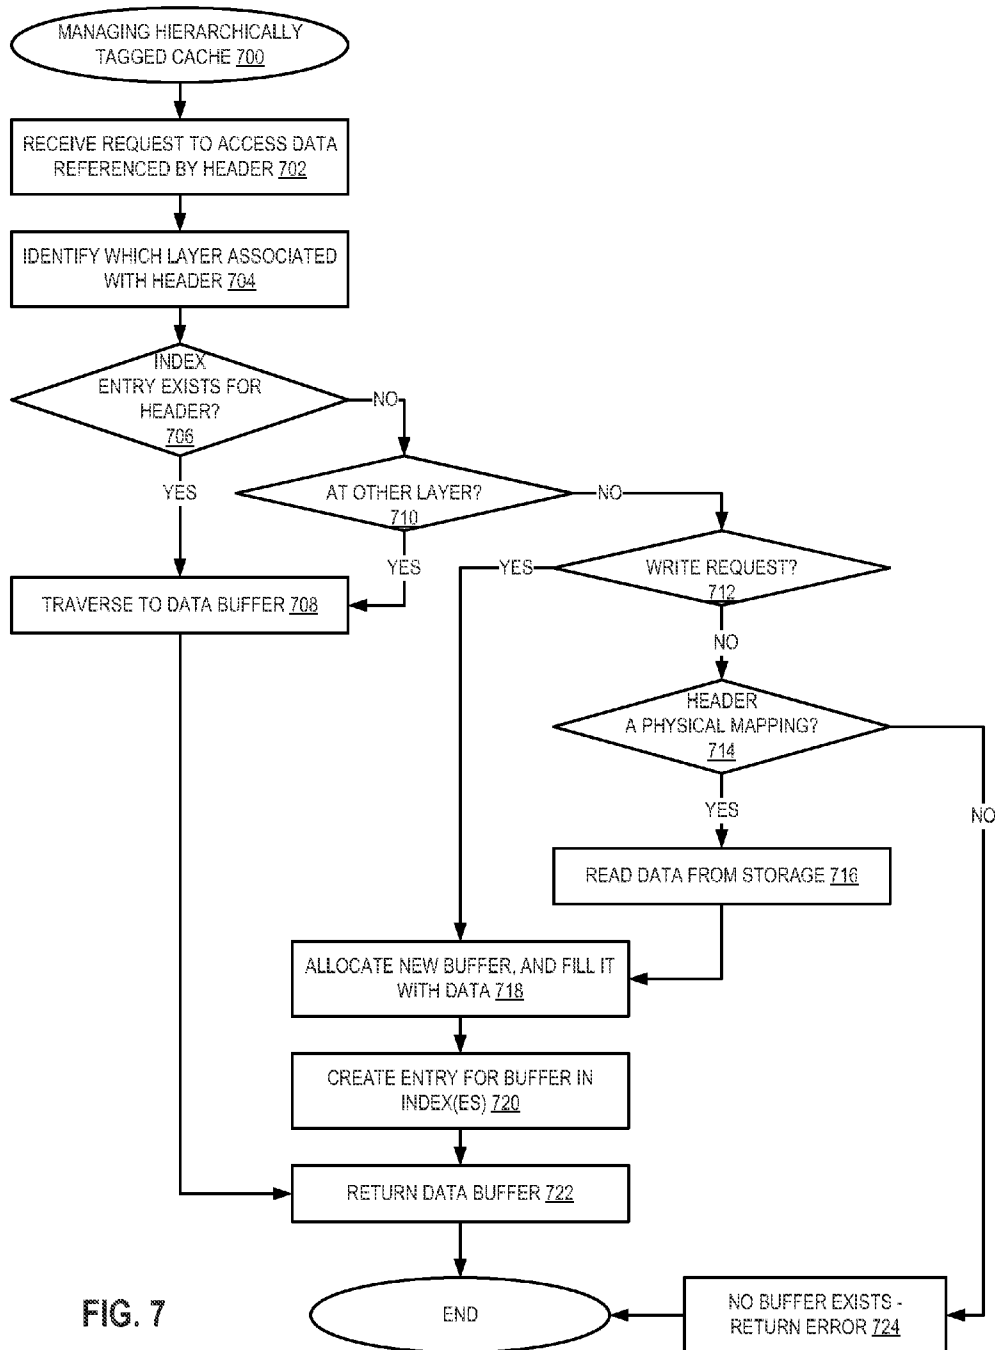 MANAGING HIERARCHICALLY
TAGGED CACHE 700
RECEIVE REQUEST TO ACCESS DATA
REFERENCED BY HEADER 702
IDENTIFY WHICH LAYER ASSOCIATED
WITH HEADER 704
INDEX
ENTRY EXISTS FOR
HEADER?
706
NO
YES
AT OTHER LAYER?
710
NO
YES
WRITE REQUEST?
712
YES
NO
TRAVERSE TO DATA BUFFER 708
HEADER
A PHYSICAL MAPPING?
714
YES
NO
READ DATA FROM STORAGE 716
ALLOCATE NEW BUFFER, AND FILL IT
WITH DATA 718
CREATE ENTRY FOR BUFFER IN
INDEX(ES) 720
RETURN DATA BUFFER 722
END
NO BUFFER EXISTS -
RETURN ERROR 724
FIG. 7